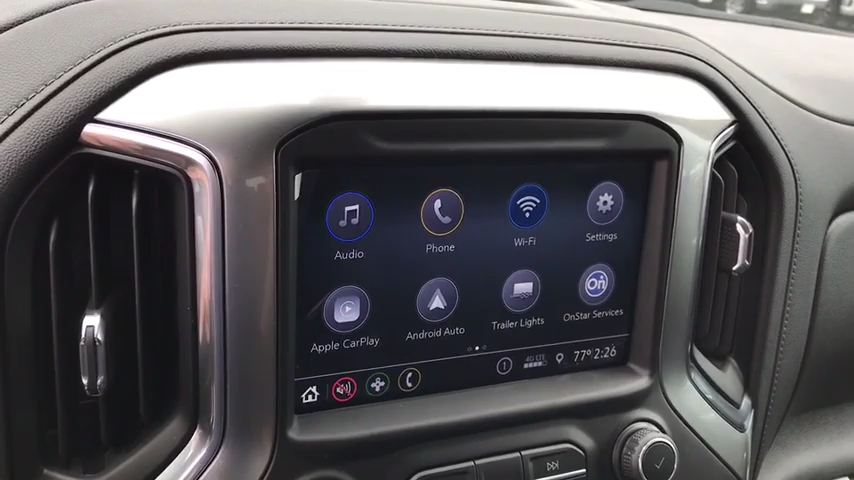 Audio Phone Wi-Fi Settings
Apple CarPlay Android Auto Trailer Lights On OnStar Services
1 4G LTE 77° 2:26